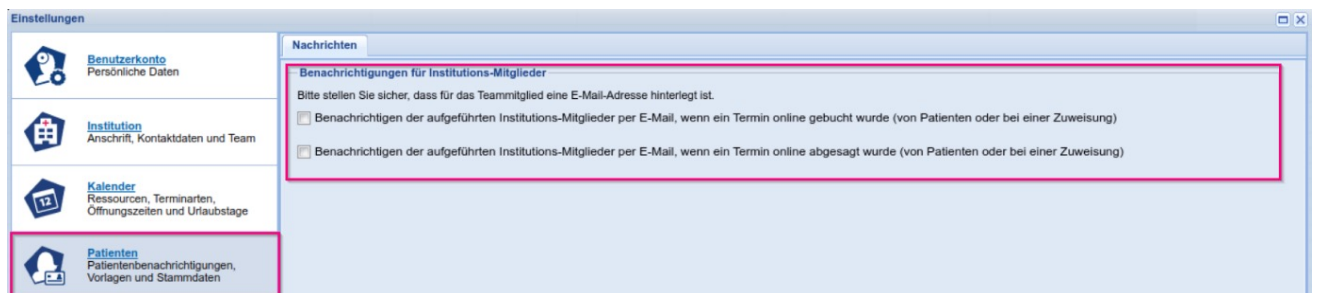 Einstellungen
Benutzerkonto
Persönliche Daten
Institution
Anschrift, Kontaktdaten und Team
Kalender
Ressourcen, Terminarten,
Öffnungszeiten und Urlaubstage
12
Patienten
Patientenbenachrichtigungen,
Vorlagen und Stammdaten
Nachrichten
Benachrichtigungen für Institutions-Mitglieder
Bitte stellen Sie sicher, dass für das Teammitglied eine E-Mail-Adresse hinterlegt ist.
Benachrichtigen der aufgeführten Institutions-Mitglieder per E-Mail, wenn ein Termin online gebucht wurde (von Patienten oder bei einer Zuweisung)
Benachrichtigen der aufgeführten Institutions-Mitglieder per E-Mail, wenn ein Termin online abgesagt wurde (von Patienten oder bei einer Zuweisung)